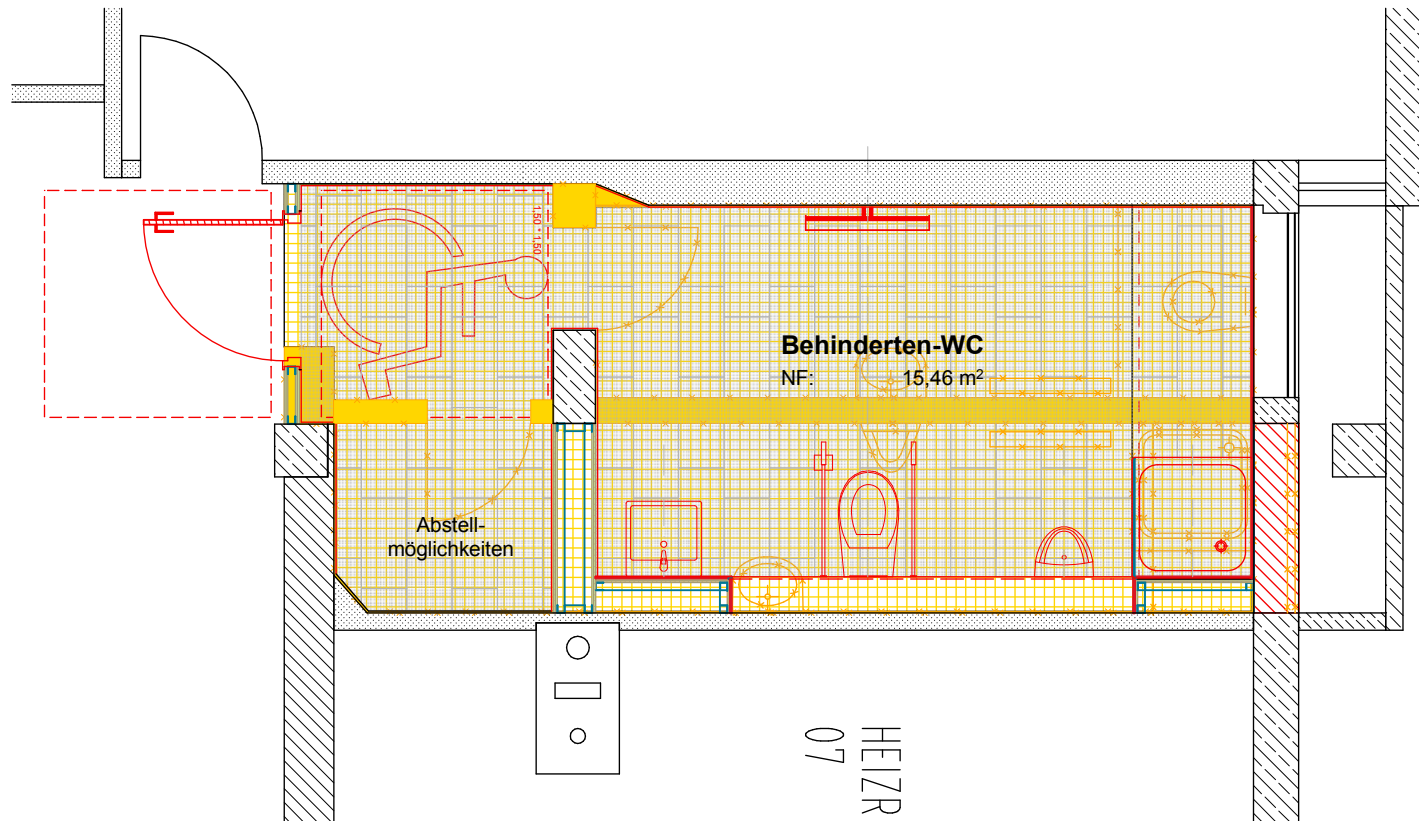 1.50 * 1.50
Behinderten-WC
NF: 15,46 m²
Abstell-
möglichkeiten
HEIZR
07